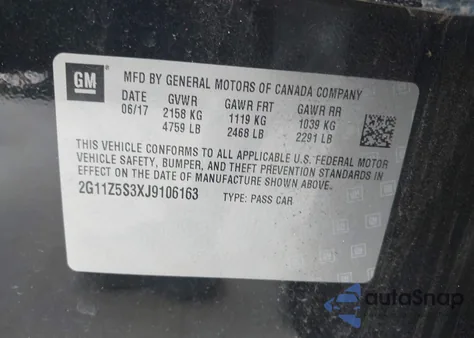 GM MFD BY GENERAL MOTORS OF CANADA COMPANY
DATE GVWR GAWR FRT GAWR RR
06/17 2158 KG 1119 KG 1039 KG
4759 LB 2468 LB 2291 LB
THIS VEHICLE CONFORMS TO ALL APPLICABLE U.S. FEDERAL MOTOR
VEHICLE SAFETY, BUMPER, AND THEFT PREVENTION STANDARDS IN
EFFECT ON THE DATE OF MANUFACTURE SHOWN ABOVE.
2G11Z5S3XJ9106163 TYPE: PASS CAR
autoSnap